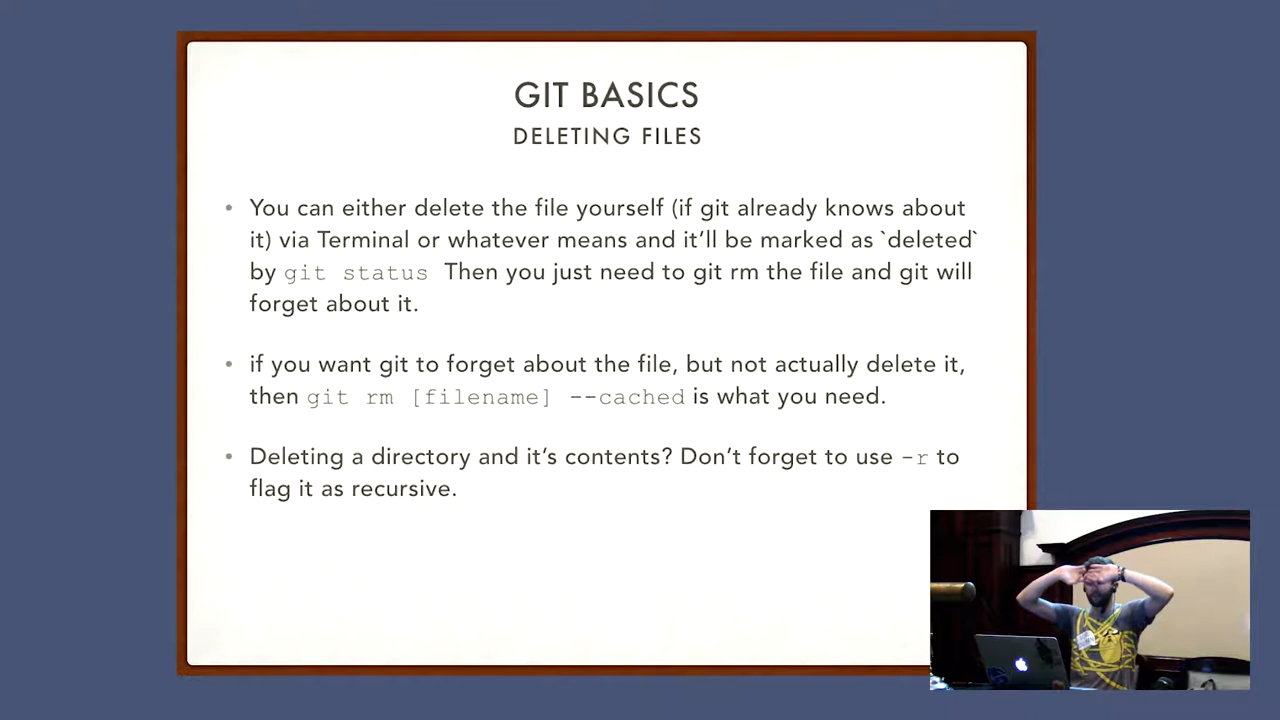 GIT BASICS
DELETING FILES
• You can either delete the file yourself (if git already knows about
it) via Terminal or whatever means and it’ll be marked as `deleted`
by git status Then you just need to git rm the file and git will
forget about it.
• if you want git to forget about the file, but not actually delete it,
then git rm [filename] --cached is what you need.
• Deleting a directory and it’s contents? Don’t forget to use -r to
flag it as recursive.